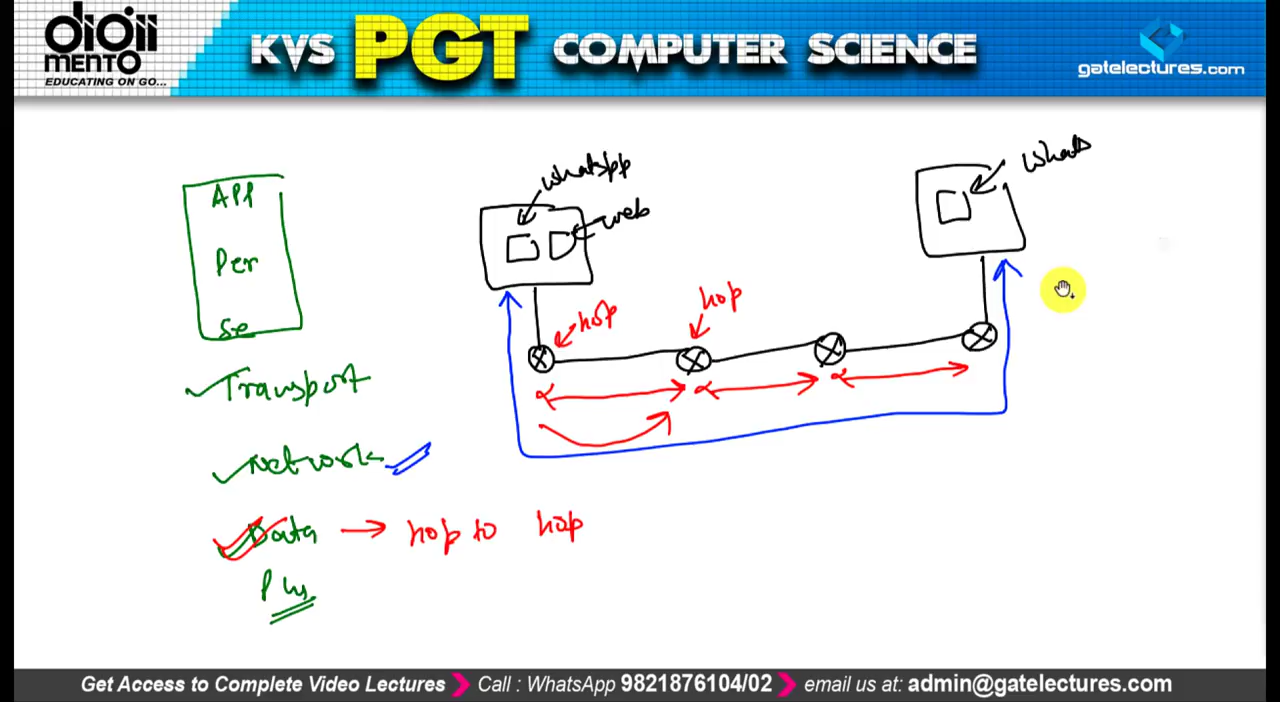 digii
MENTO
EDUCATING ON GO...
KVS PGT COMPUTER SCIENCE
gatelectures.com
App
Per
Se
Transport
Network
Data → hop to hop
Phy
whatspp
web
whats
hop
hop
Get Access to Complete Video Lectures Call : WhatsApp 9821876104/02 email us at: admin@gatelectures.com